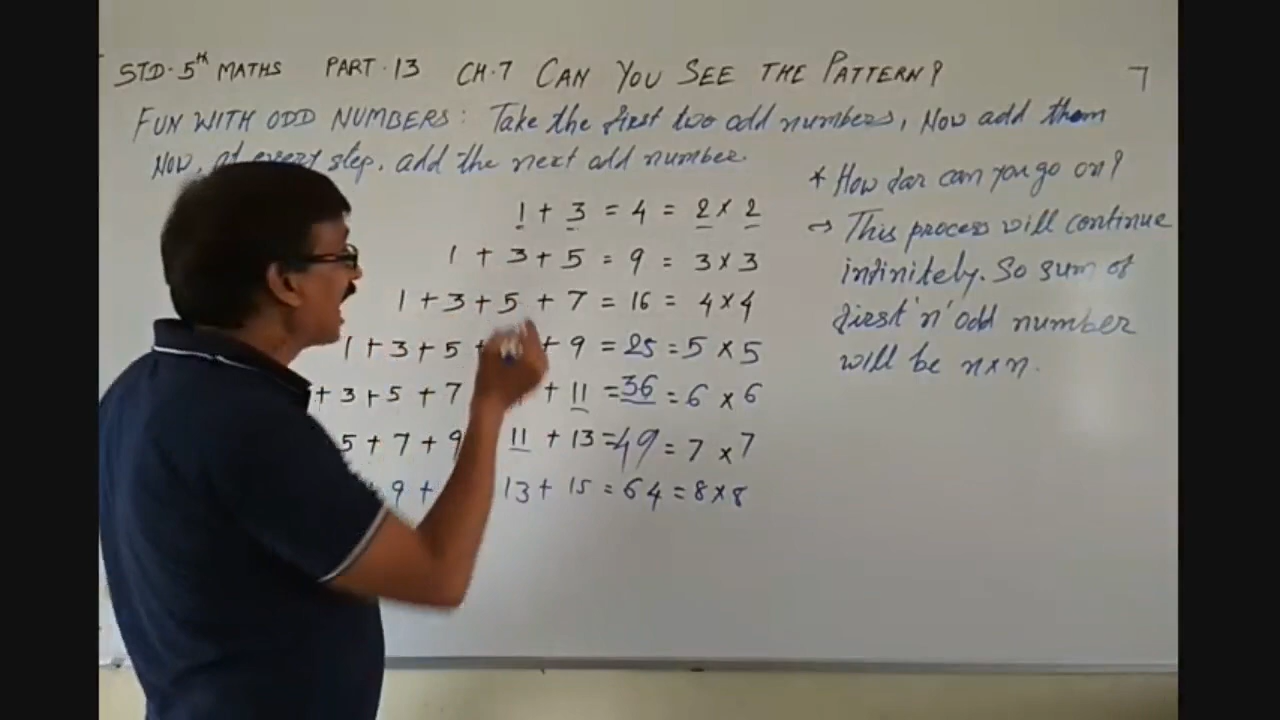 STD. 5th MATHS PART. 13 CH.7 CAN YOU SEE THE PATTERN? 7
FUN WITH ODD NUMBERS: Take the first two odd numbers, Now add them
Now, at every step, add the next odd number.
1 + 3 = 4 = 2 × 2
1 + 3 + 5 = 9 = 3 × 3
1 + 3 + 5 + 7 = 16 = 4 × 4
1 + 3 + 5 + + 9 = 25 = 5 × 5
+ 3 + 5 + 7 + 11 = 36 = 6 × 6
5 + 7 + 9 11 + 13 = 49 = 7 × 7
9 + 13 + 15 = 64 = 8 × 8
* How far can you go on?
→ This process will continue
infinitely. So sum of
first 'n' odd number
will be n×n.